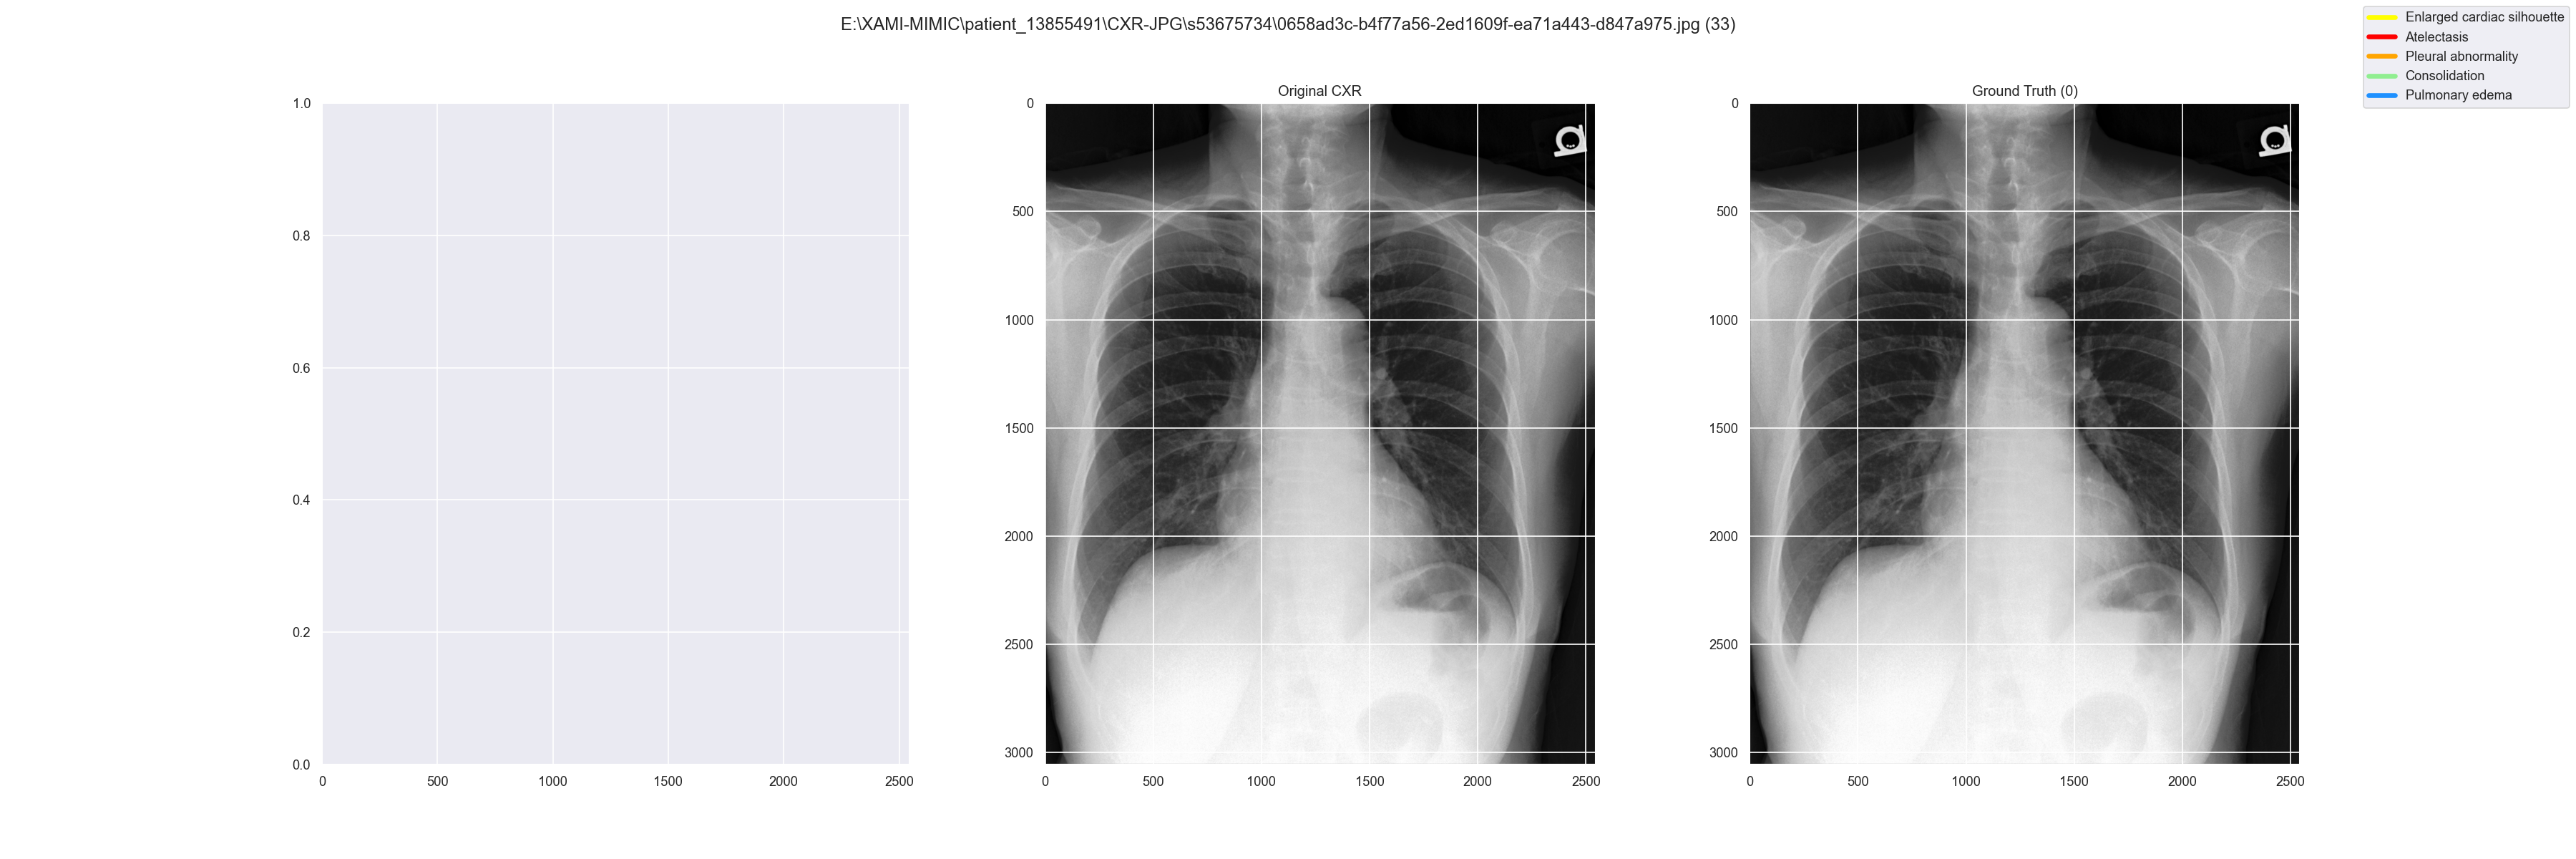 E:\XAMI-MIMIC\patient_13855491\CXR-JPG\s53675734\0658ad3c-b4f77a56-2ed1609f-ea71a443-d847a975.jpg (33)
Enlarged cardiac silhouette
Atelectasis
Pleural abnormality
Consolidation
Pulmonary edema
1.0
0.8
0.6
0.4
0.2
0.0
0 500 1000 1500 2000 2500
Original CXR
0
500
1000
1500
2000
2500
3000
0 500 1000 1500 2000 2500
Ground Truth (0)
0
500
1000
1500
2000
2500
3000
0 500 1000 1500 2000 2500